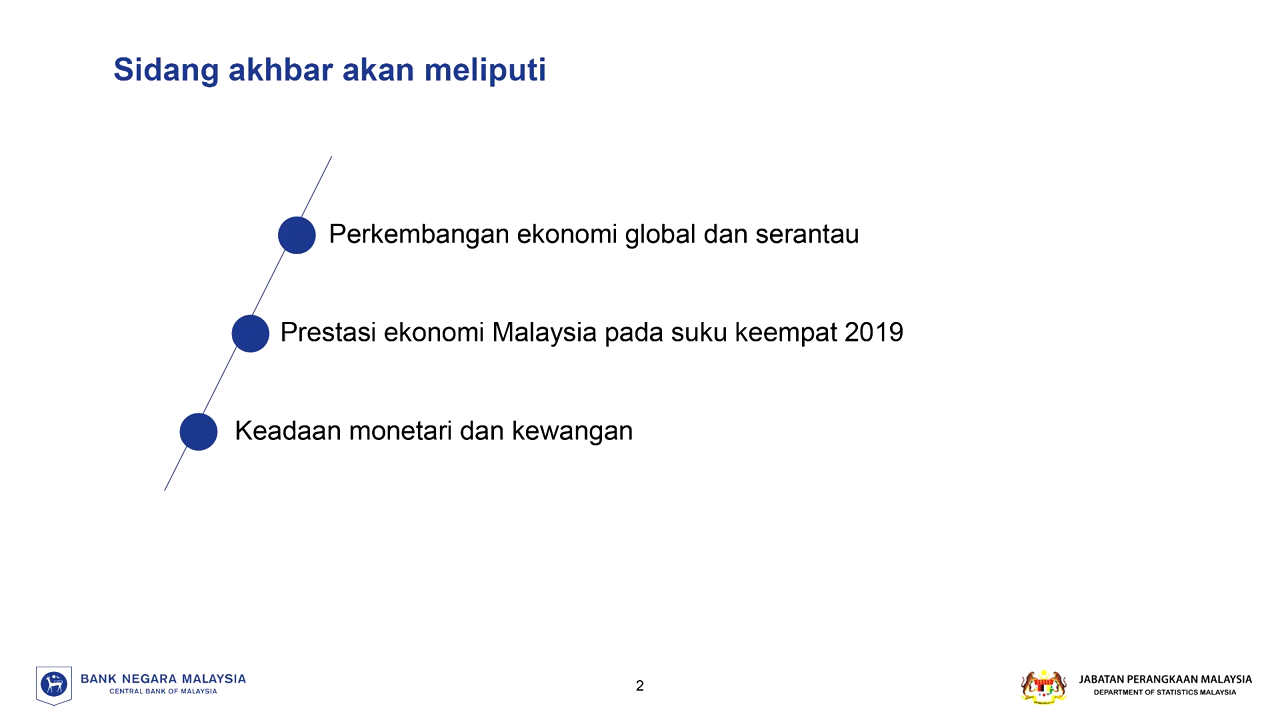 Sidang akhbar akan meliputi
Perkembangan ekonomi global dan serantau
Prestasi ekonomi Malaysia pada suku keempat 2019
Keadaan monetari dan kewangan
BANK NEGARA MALAYSIA
CENTRAL BANK OF MALAYSIA
2
JABATAN PERANGKAAN MALAYSIA
DEPARTMENT OF STATISTICS MALAYSIA